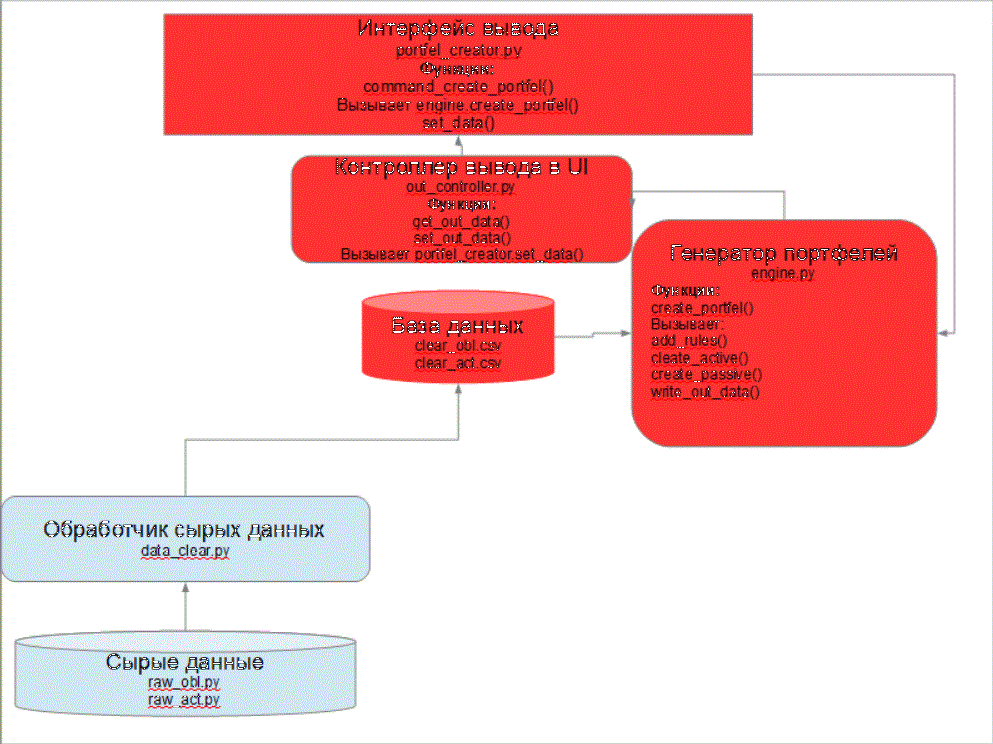 Интерфейс вывода
portfel_creator.py
Функции:
command_create_portfel()
Вызывает engine.create_portfel()
set_data()
Контроллер вывода в UI
out_controller.py
Функции:
get_out_data()
set_out_data()
Вызывает portfel_creator.set_data()
Генератор портфелей
engine.py
Функции:
create_portfel()
Вызывает:
add_rules()
cleate_active()
create_passive()
write_out_data()
База данных
clear_obl.csv
clear_act.csv
Обработчик сырых данных
data_clear.py
Сырые данные
raw_obl.py
raw_act.py